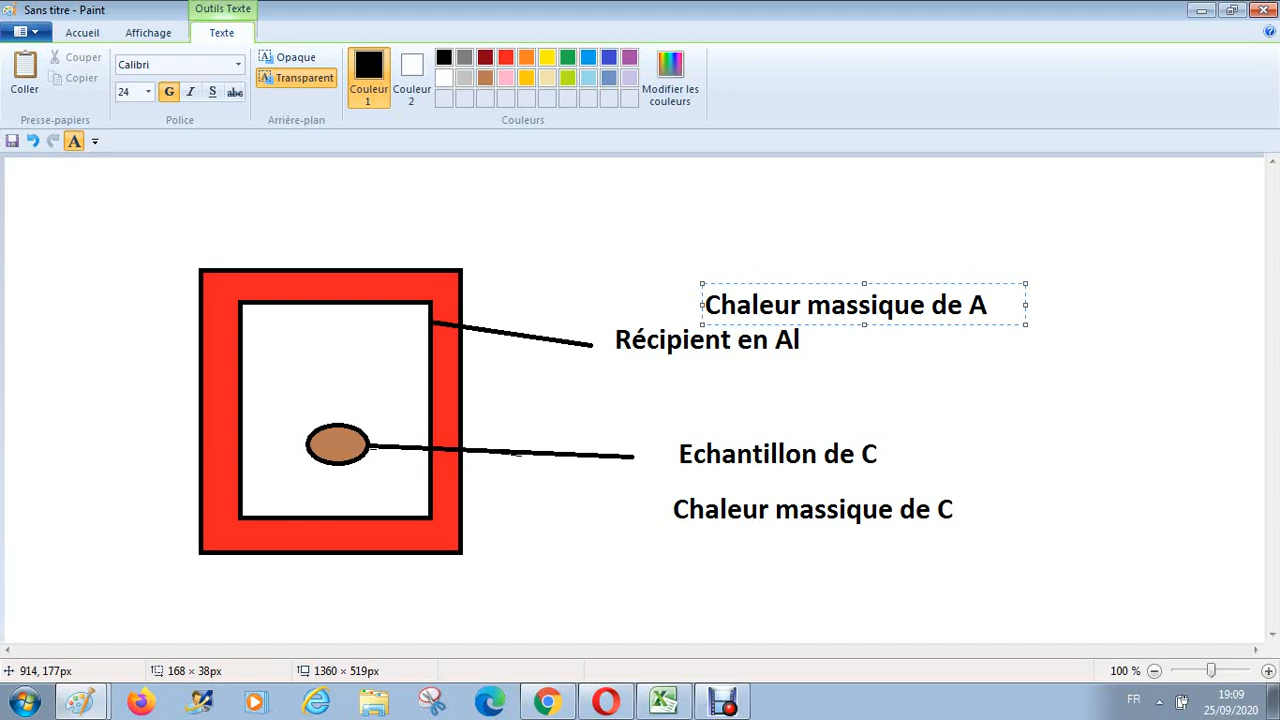 Sans titre - Paint
Outils Texte
Accueil
Affichage
Texte
Coller
Couper
Copier
Presse-papiers
Calibri
24
G I S abc
Police
Opaque
Transparent
Arrière-plan
Couleur 1
Couleur 2
Modifier les couleurs
Couleurs
A
Chaleur massique de A
Récipient en Al
Echantillon de C
Chaleur massique de C
914, 177px
168 × 38px
1360 × 519px
100 %
FR
19:09
25/09/2020